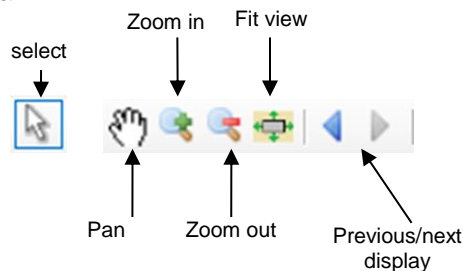 Zoom in
Fit view
select
Pan
Zoom out
Previous/next
display